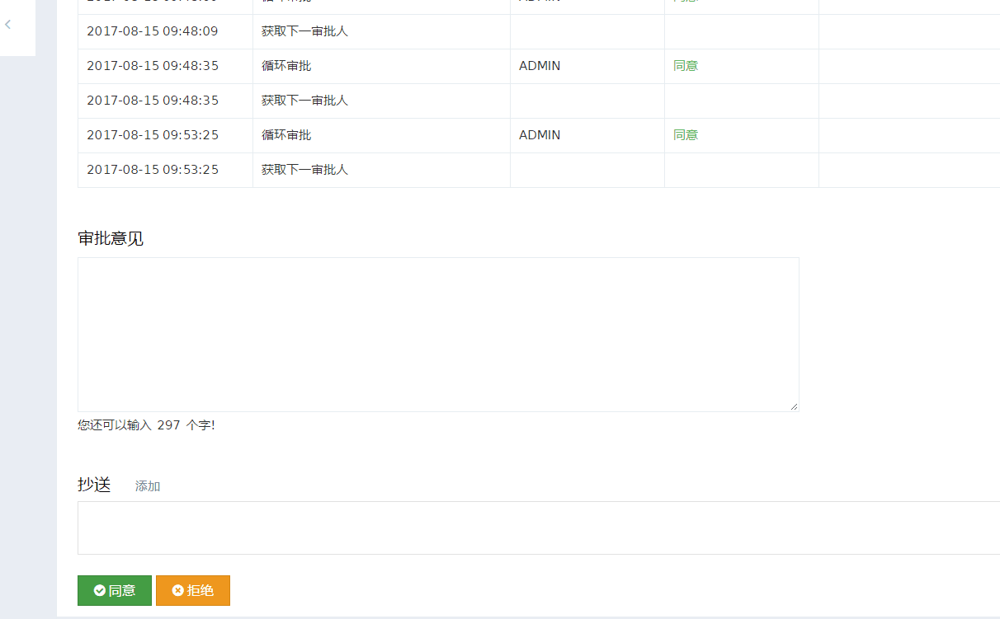 2017-08-15 09:48:09 获取下一审批人
2017-08-15 09:48:35 循环审批 ADMIN 同意
2017-08-15 09:48:35 获取下一审批人
2017-08-15 09:53:25 循环审批 ADMIN 同意
2017-08-15 09:53:25 获取下一审批人
审批意见
您还可以输入 297 个字!
抄送 添加
同意 拒绝